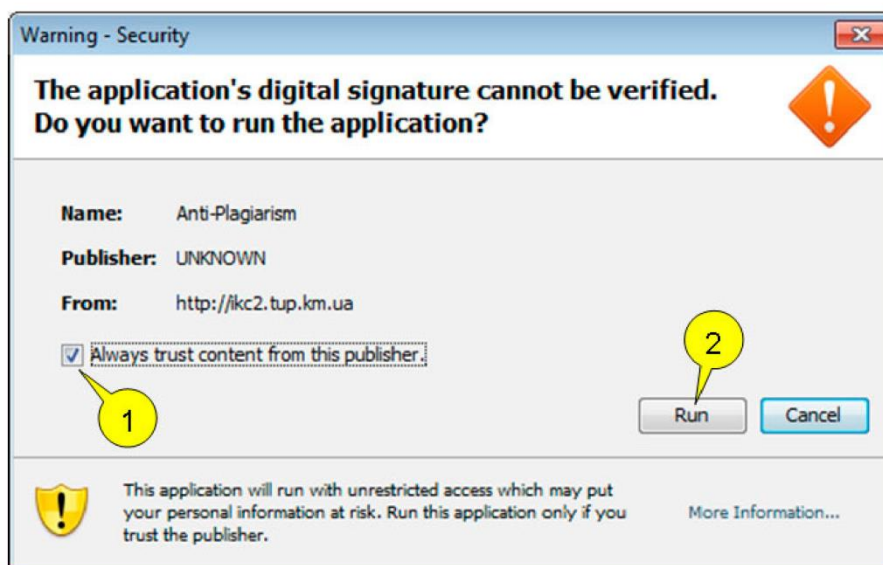 Warning - Security
The application's digital signature cannot be verified.
Do you want to run the application?
Name: Anti-Plagiarism
Publisher: UNKNOWN
From: http://ikc2.tup.km.ua
Always trust content from this publisher.
1
2
Run Cancel
This application will run with unrestricted access which may put
your personal information at risk. Run this application only if you
trust the publisher.
More Information...